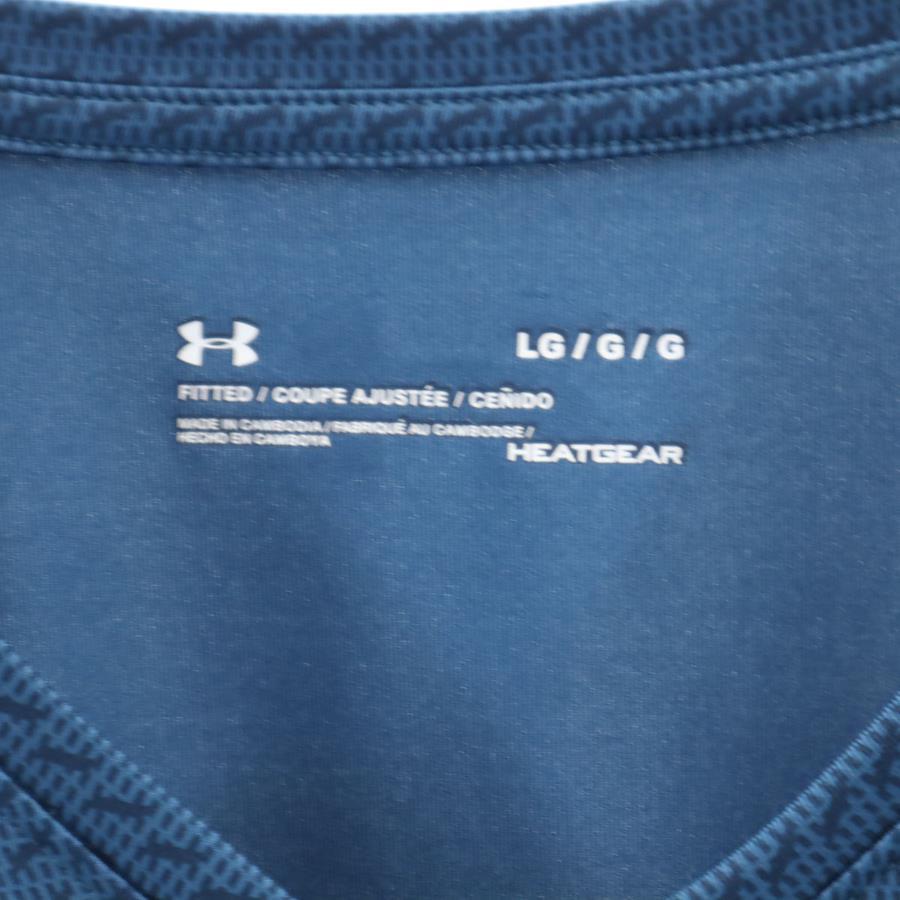 LG / G / G
FITTED / COUPE AJUSTÉE / CEÑIDO
MADE IN CAMBODIA / FABRIQUÉ AU CAMBODGE /
HECHO EN CAMBOYA
HEATGEAR